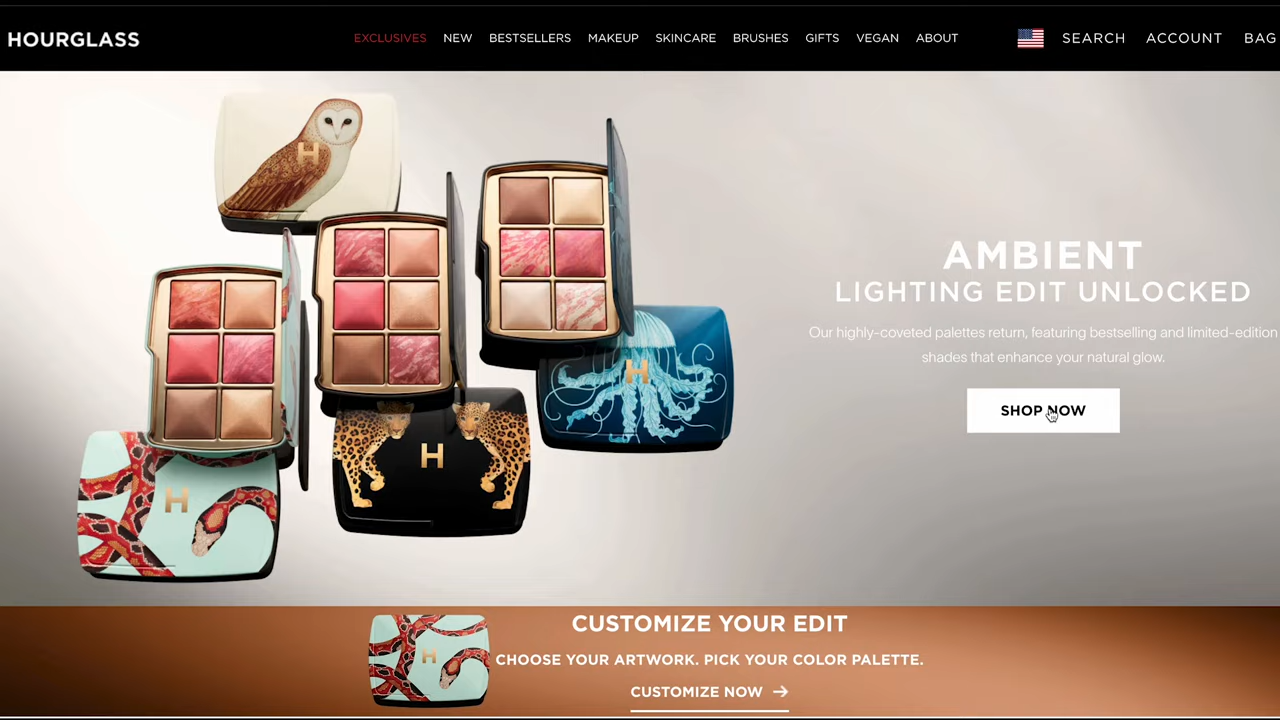 HOURGLASS
EXCLUSIVES NEW BESTSELLERS MAKEUP SKINCARE BRUSHES GIFTS VEGAN ABOUT
SEARCH ACCOUNT BAG
H
H
H
H
AMBIENT
LIGHTING EDIT UNLOCKED
Our highly-coveted palettes return, featuring bestselling and limited-edition
shades that enhance your natural glow.
SHOP NOW
H
CUSTOMIZE YOUR EDIT
CHOOSE YOUR ARTWORK. PICK YOUR COLOR PALETTE.
CUSTOMIZE NOW →